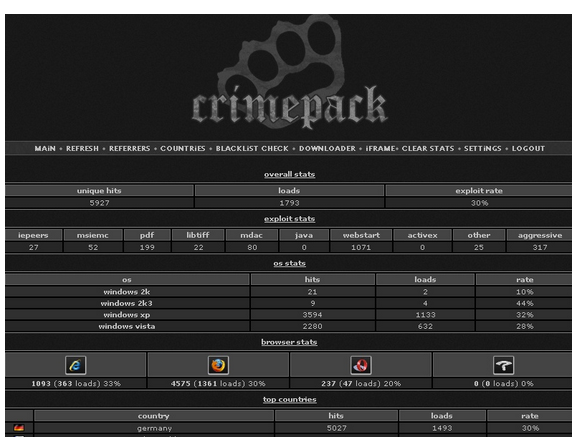 crimepack
MAiN • REFRESH • REFERRERS • COUNTRiES • BLACKLiST CHECK • DOWNLOADER • iFRAME• CLEAR STATS • SETTiNGS • LOGOUT
overall stats
unique hits loads exploit rate
5927 1793 30%
exploit stats
iepeers msiemc pdf libtiff mdac java webstart activex other aggressive
27 52 199 22 80 0 1071 0 25 317
os stats
os hits loads rate
windows 2k 21 2 10%
windows 2k3 9 4 44%
windows xp 3594 1133 32%
windows vista 2280 632 28%
browser stats
1093 (363 loads) 33% 4575 (1361 loads) 30% 237 (47 loads) 20% 0 (0 loads) 0%
top countries
country hits loads rate
germany 5027 1493 30%